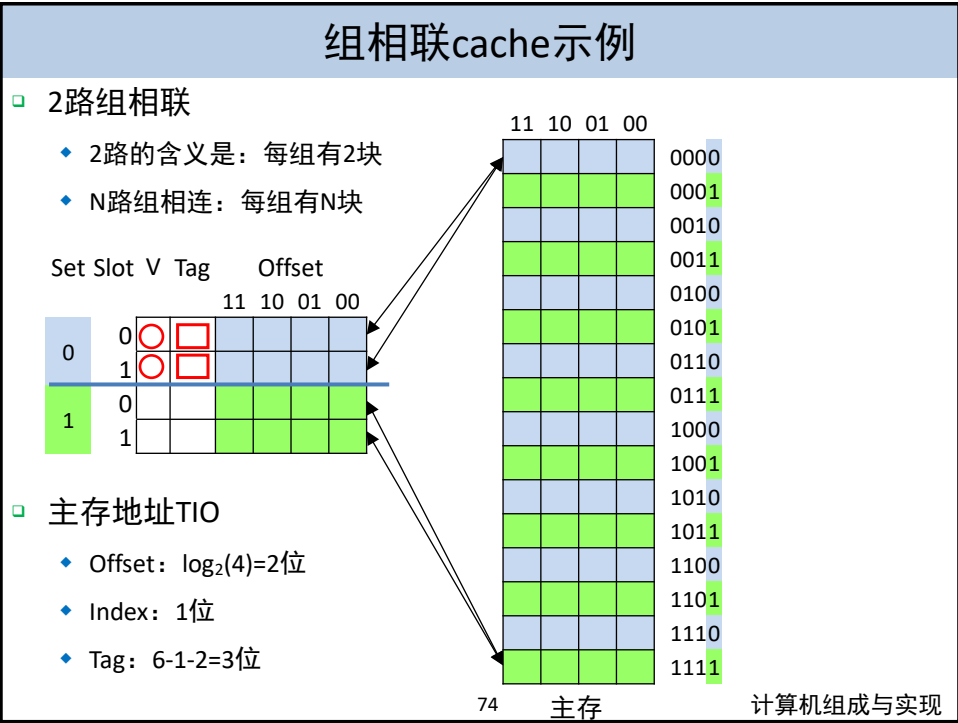 组相联cache示例
2路组相联
2路的含义是：每组有2块
N路组相连：每组有N块
Set Slot V Tag Offset
11 10 01 00
0
0
1
1
0
1
主存地址TIO
Offset：log₂(4)=2位
Index：1位
Tag：6-1-2=3位
11 10 01 00
0000
0001
0010
0011
0100
0101
0110
0111
1000
1001
1010
1011
1100
1101
1110
1111
主存
74
计算机组成与实现